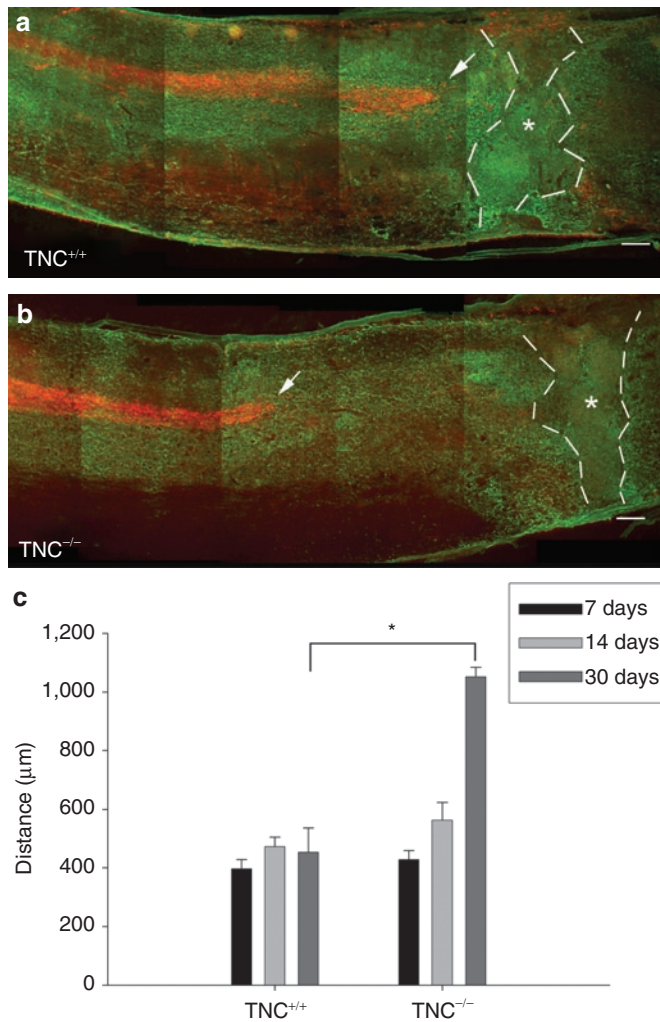 a
*
TNC+/+
b
*
TNC−/−
c
7 days
14 days
30 days
1,200
1,000
800
600
400
200
0
Distance (μm)
*
TNC+/+
TNC−/−